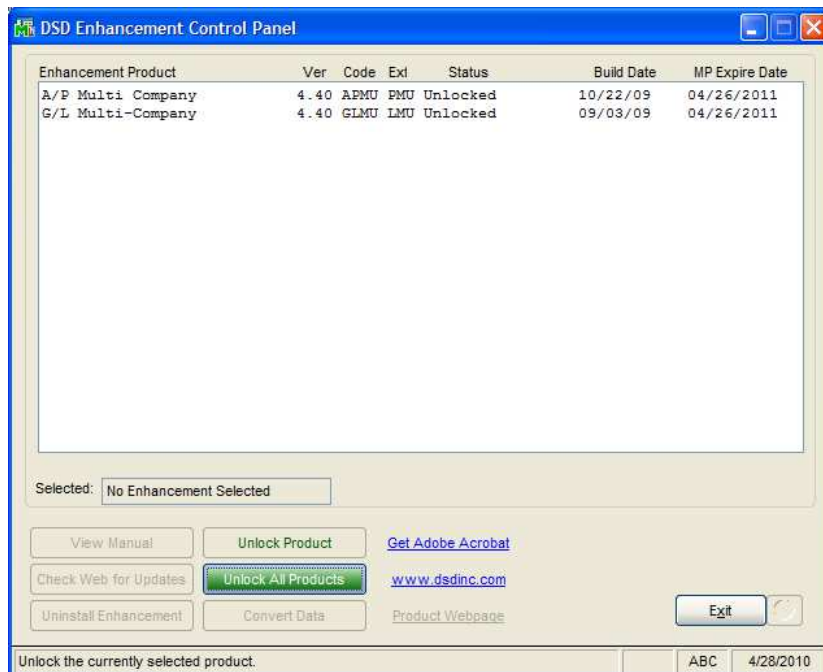 DSD Enhancement Control Panel
Enhancement Product Ver Code Ext Status Build Date MP Expire Date
A/P Multi Company 4.40 APMU PMU Unlocked 10/22/09 04/26/2011
G/L Multi-Company 4.40 GLMU LMU Unlocked 09/03/09 04/26/2011
Selected: No Enhancement Selected
View Manual Unlock Product Get Adobe Acrobat
Check Web for Updates Unlock All Products www.dsdinc.com
Uninstall Enhancement Convert Data Product Webpage Exit
Unlock the currently selected product. ABC 4/28/2010